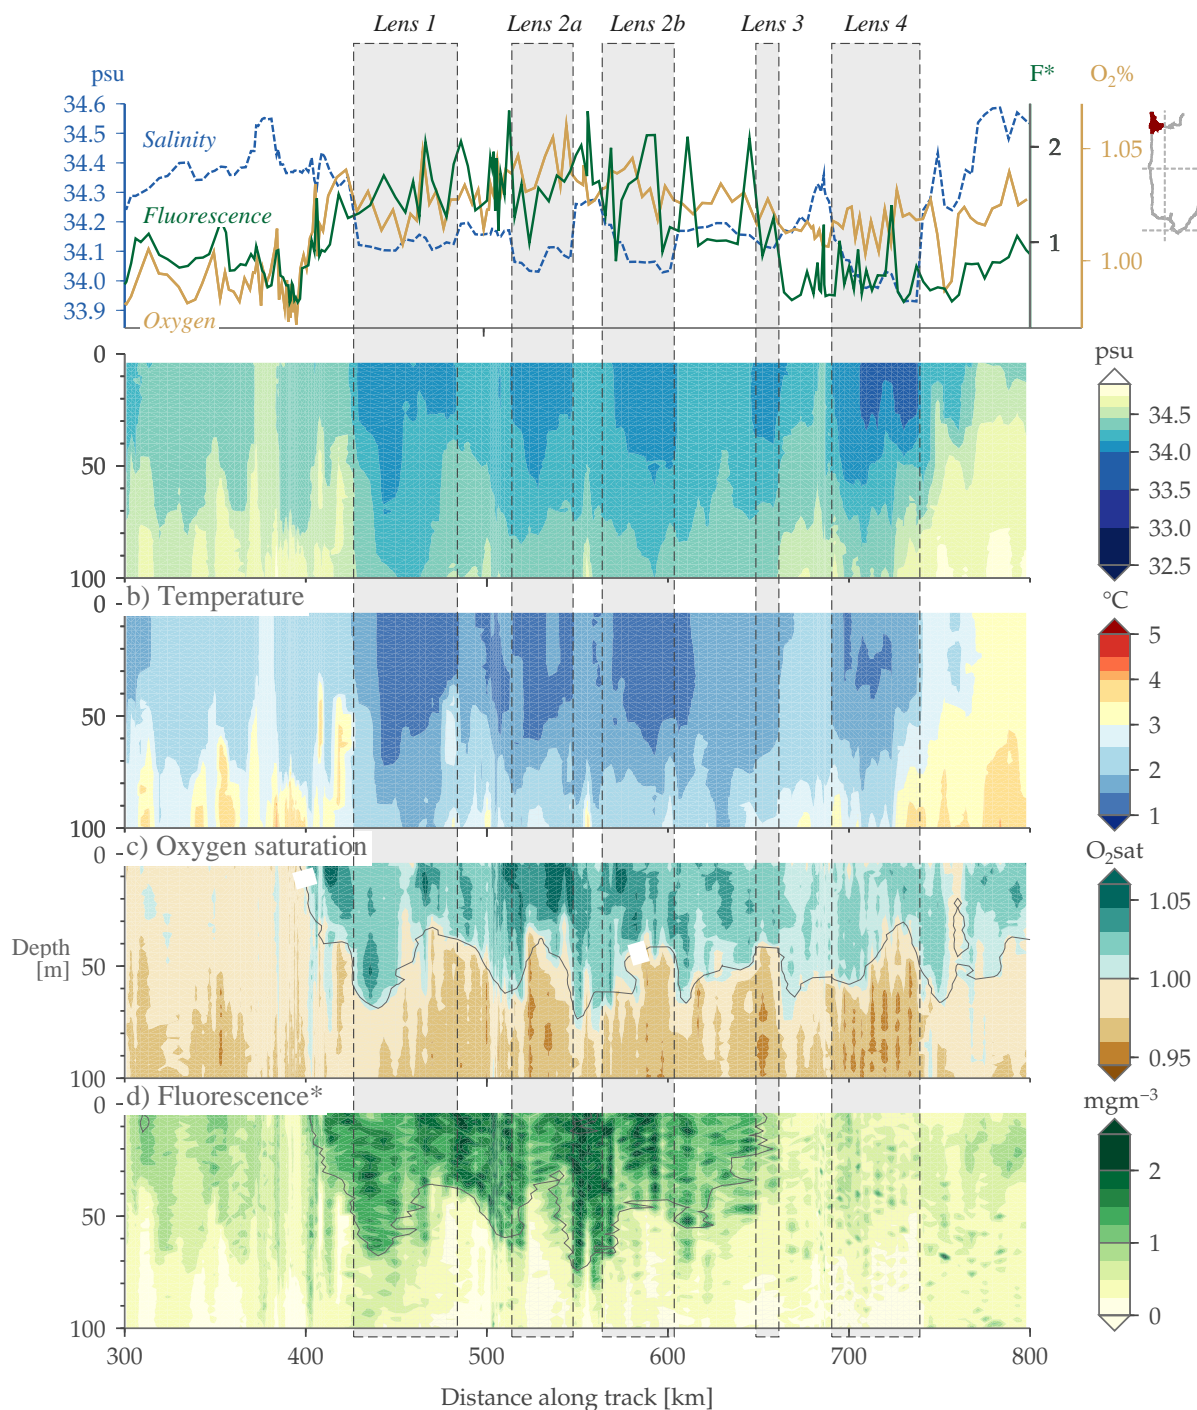 Lens 1 Lens 2a Lens 2b Lens 3 Lens 4
psu F* O₂%
34.6
34.5
34.4
34.3
34.2
34.1
34.0
33.9
Salinity
Fluorescence
Oxygen
2
1
1.05
1.00
0
50
100
psu
34.5
34.0
33.5
33.0
32.5
b) Temperature
0
50
100
°C
5
4
3
2
1
c) Oxygen saturation
0
50
100
Depth
[m]
O₂sat
1.05
1.00
0.95
d) Fluorescence*
0
50
100
mgm⁻³
2
1
0
300 400 500 600 700 800
Distance along track [km]